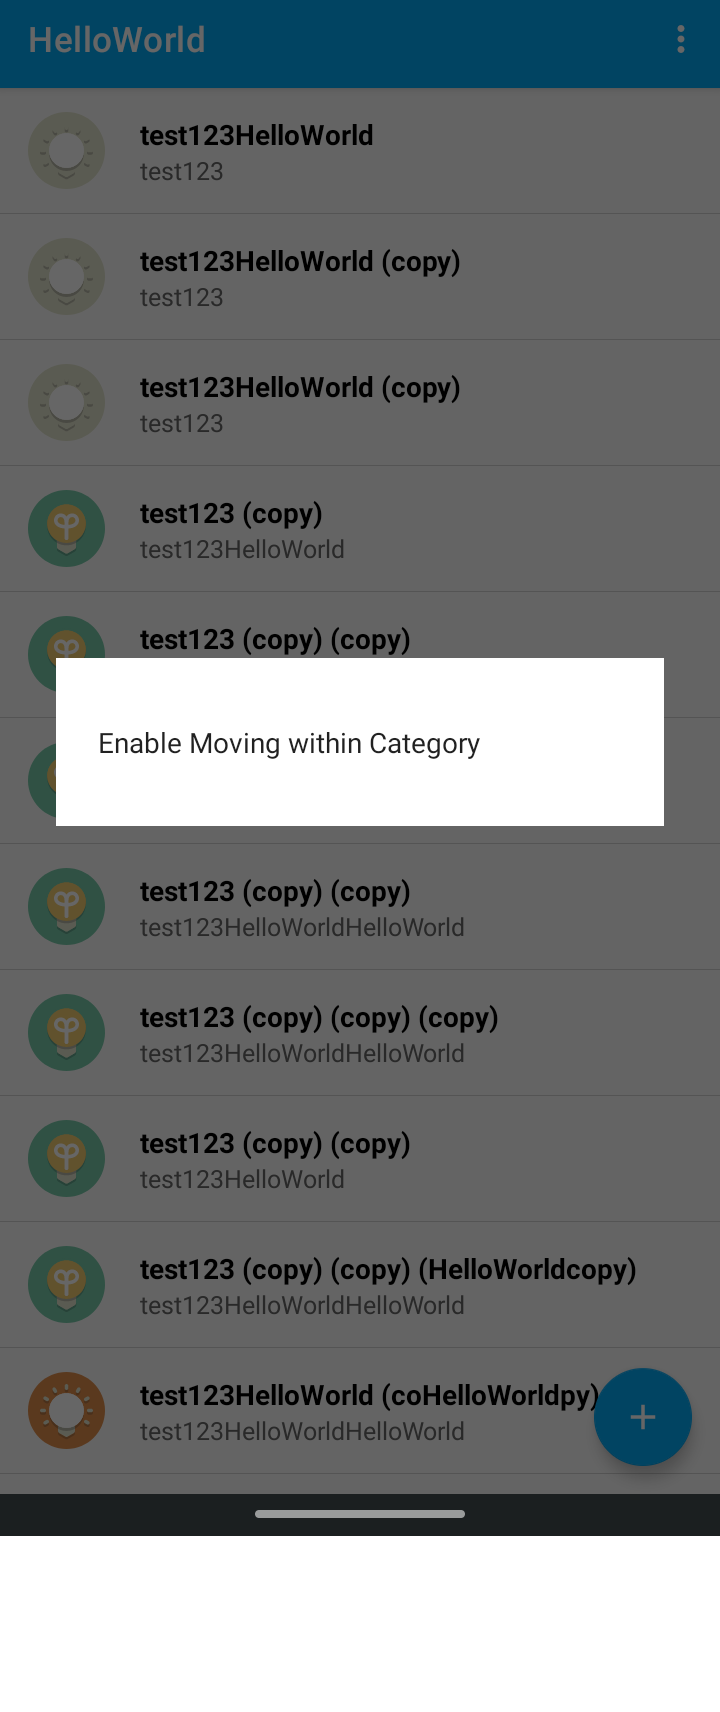 HelloWorld
test123HelloWorld
test123
test123HelloWorld (copy)
test123
test123HelloWorld (copy)
test123
test123 (copy)
test123HelloWorld
test123 (copy) (copy)
Enable Moving within Category
test123 (copy) (copy)
test123HelloWorldHelloWorld
test123 (copy) (copy) (copy)
test123HelloWorldHelloWorld
test123 (copy) (copy)
test123HelloWorld
test123 (copy) (copy) (HelloWorldcopy)
test123HelloWorldHelloWorld
test123HelloWorld (coHelloWorldpy)
test123HelloWorldHelloWorld